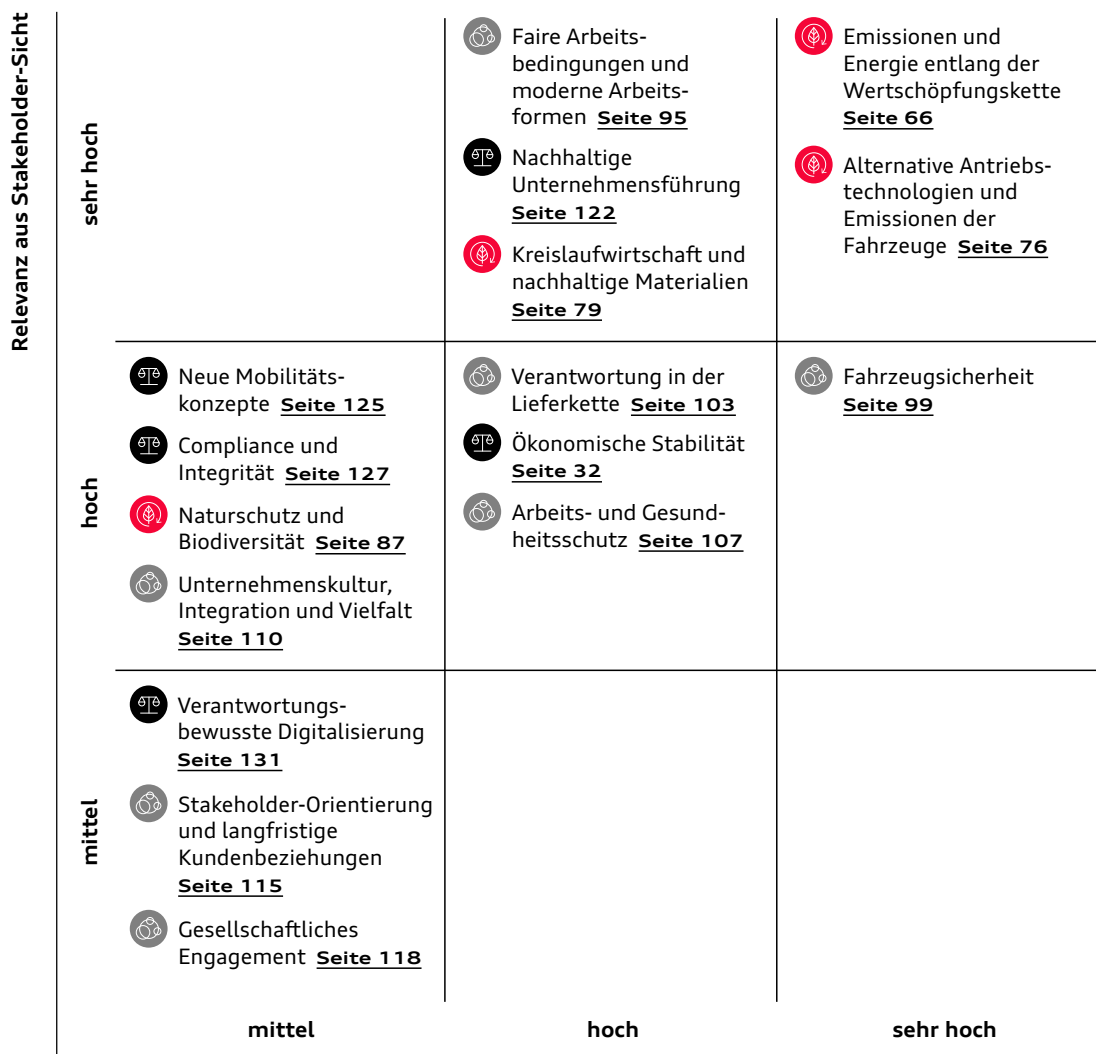 Relevanz aus Stakeholder-Sicht
sehr hoch
Faire Arbeits-
bedingungen und
moderne Arbeits-
formen Seite 95
Nachhaltige
Unternehmensführung
Seite 122
Kreislaufwirtschaft und
nachhaltige Materialien
Seite 79
Emissionen und
Energie entlang der
Wertschöpfungskette
Seite 66
Alternative Antriebs-
technologien und
Emissionen der
Fahrzeuge Seite 76
hoch
Neue Mobilitäts-
konzepte Seite 125
Compliance und
Integrität Seite 127
Naturschutz und
Biodiversität Seite 87
Unternehmenskultur,
Integration und Vielfalt
Seite 110
Verantwortung in der
Lieferkette Seite 103
Ökonomische Stabilität
Seite 32
Arbeits- und Gesund-
heitsschutz Seite 107
Fahrzeugsicherheit
Seite 99
mittel
Verantwortungs-
bewusste Digitalisierung
Seite 131
Stakeholder-Orientierung
und langfristige
Kundenbeziehungen
Seite 115
Gesellschaftliches
Engagement Seite 118
mittel
hoch
sehr hoch